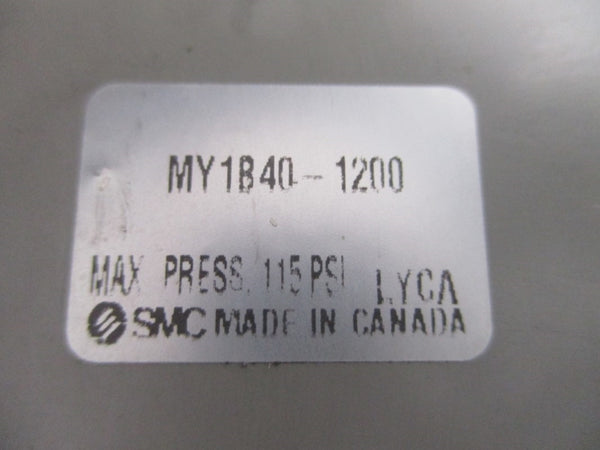 MY1B40-1200
MAX PRESS. 115 PSI LYCA
SMC MADE IN CANADA